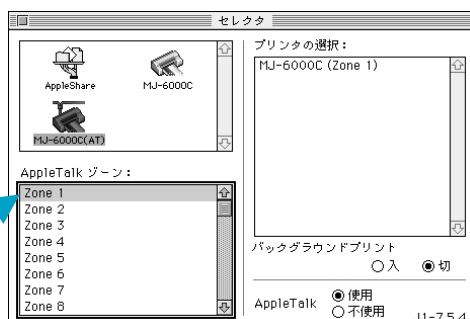 セレクタ
AppleShare
MJ-6000C
MJ-6000C(AT)
AppleTalk ゾーン：
Zone 1
Zone 2
Zone 3
Zone 4
Zone 5
Zone 6
Zone 7
Zone 8
プリンタの選択：
MJ-6000C (Zone 1)
バックグラウンドプリント
入 切
AppleTalk
使用
不使用
J1-7.5.4